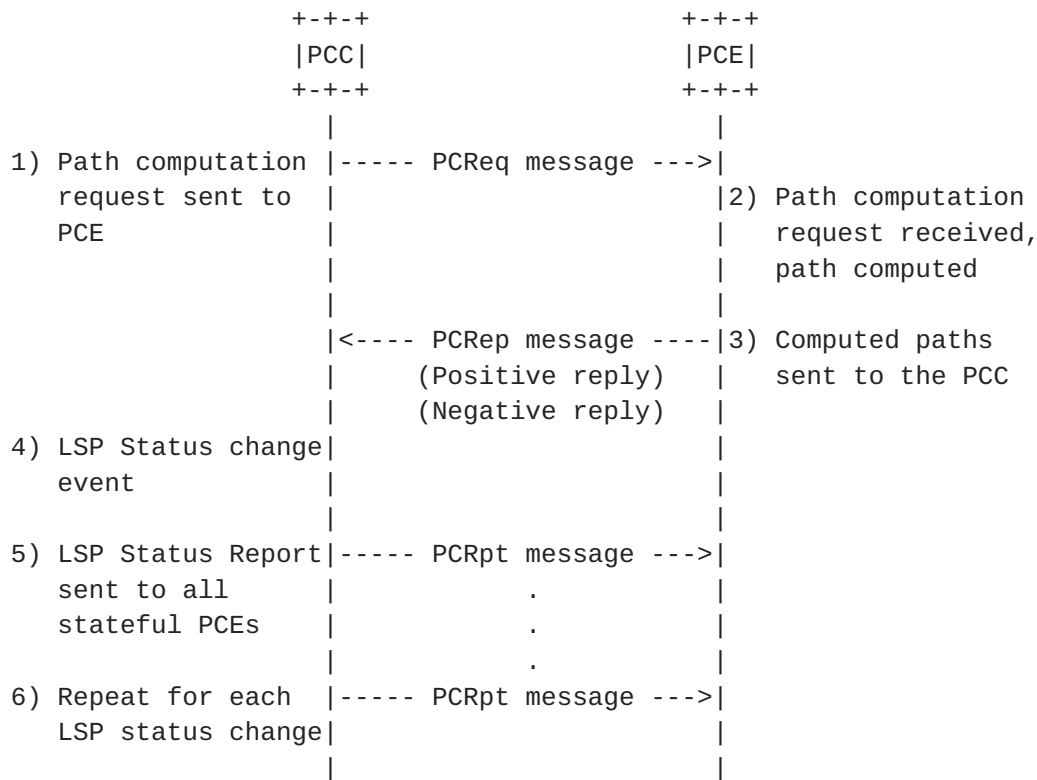 +-+-+                    +-+-+
                  |PCC|                    |PCE|
                  +-+-+                    +-+-+
                    |                        |
1) Path computation |----- PCReq message --->|
   request sent to  |                        |2) Path computation
   PCE              |                        |   request received,
                    |                        |   path computed
                    |                        |
                    |<---- PCRep message ----|3) Computed paths
                    |     (Positive reply)   |   sent to the PCC
                    |     (Negative reply)   |
4) LSP Status change|                        |
   event            |                        |
                    |                        |
5) LSP Status Report|----- PCRpt message --->|
   sent to all      |            .           |
   stateful PCEs    |            .           |
                    |            .           |
6) Repeat for each  |----- PCRpt message --->|
   LSP status change|                        |
                    |                        |